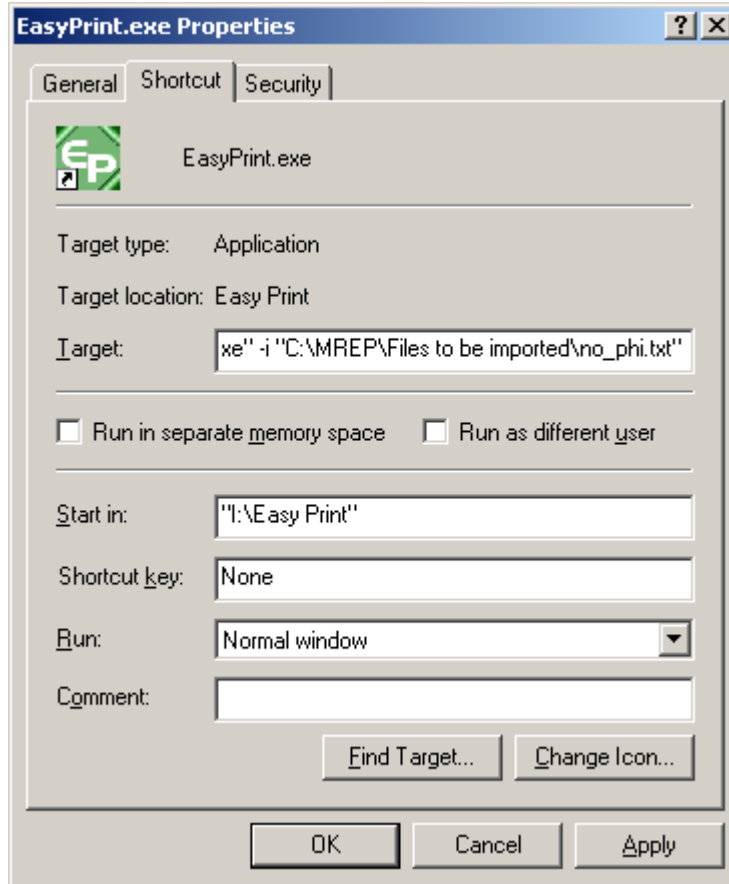 EasyPrint.exe Properties
General Shortcut Security
EP EasyPrint.exe
Target type: Application
Target location: Easy Print
Target: xe" -i "C:\MREP\Files to be imported\no_phi.txt"
Run in separate memory space Run as different user
Start in: "I:\Easy Print"
Shortcut key: None
Run: Normal window
Comment:
Find Target... Change Icon...
OK Cancel Apply